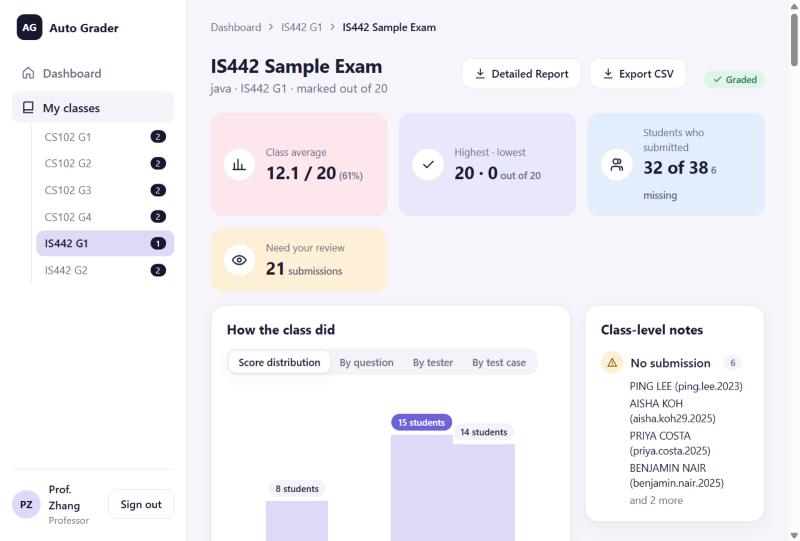 AG Auto Grader
Dashboard
My classes
CS102 G1 2
CS102 G2 2
CS102 G3 2
CS102 G4 2
IS442 G1 1
IS442 G2 2
PZ
Prof. Zhang
Professor
Sign out
Dashboard > IS442 G1 > IS442 Sample Exam
IS442 Sample Exam
java · IS442 G1 · marked out of 20
Detailed Report
Export CSV
Graded
Class average
12.1 / 20 (61%)
Highest · lowest
20 · 0 out of 20
Students who
submitted
32 of 38 6
missing
Need your review
21 submissions
How the class did
Score distribution By question By tester By test case
15 students
14 students
8 students
Class-level notes
No submission 6
PING LEE (ping.lee.2023)
AISHA KOH
(aisha.koh29.2025)
PRIYA COSTA
(priya.costa.2025)
BENJAMIN NAIR
(benjamin.nair.2025)
and 2 more